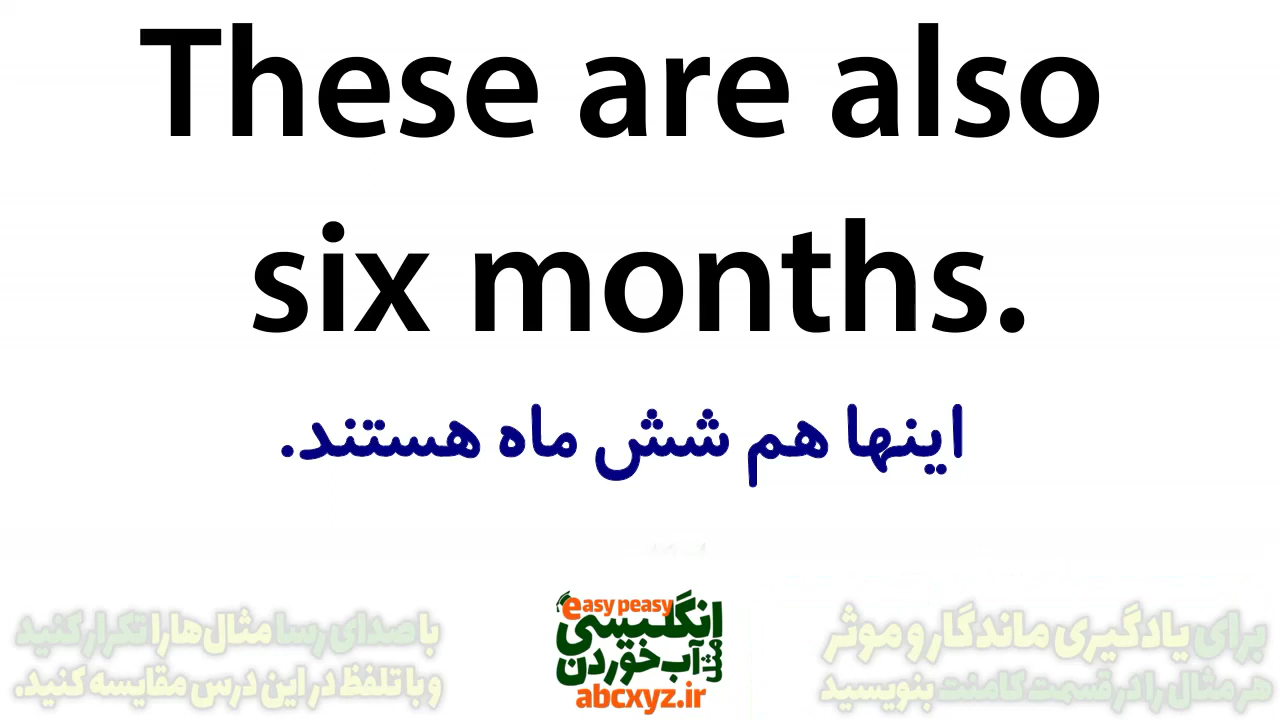 These are also
six months.
اینها هم شش ماه هستند.
با صدای رسا مثال‌ها را تکرار کنید
و با تلفظ در این درس مقایسه کنید.
easy peasy
انگلیسی
مثل آب خوردن
abcxyz.ir
برای یادگیری ماندگار و موثر
هر مثال را در قسمت کامنت بنویسید